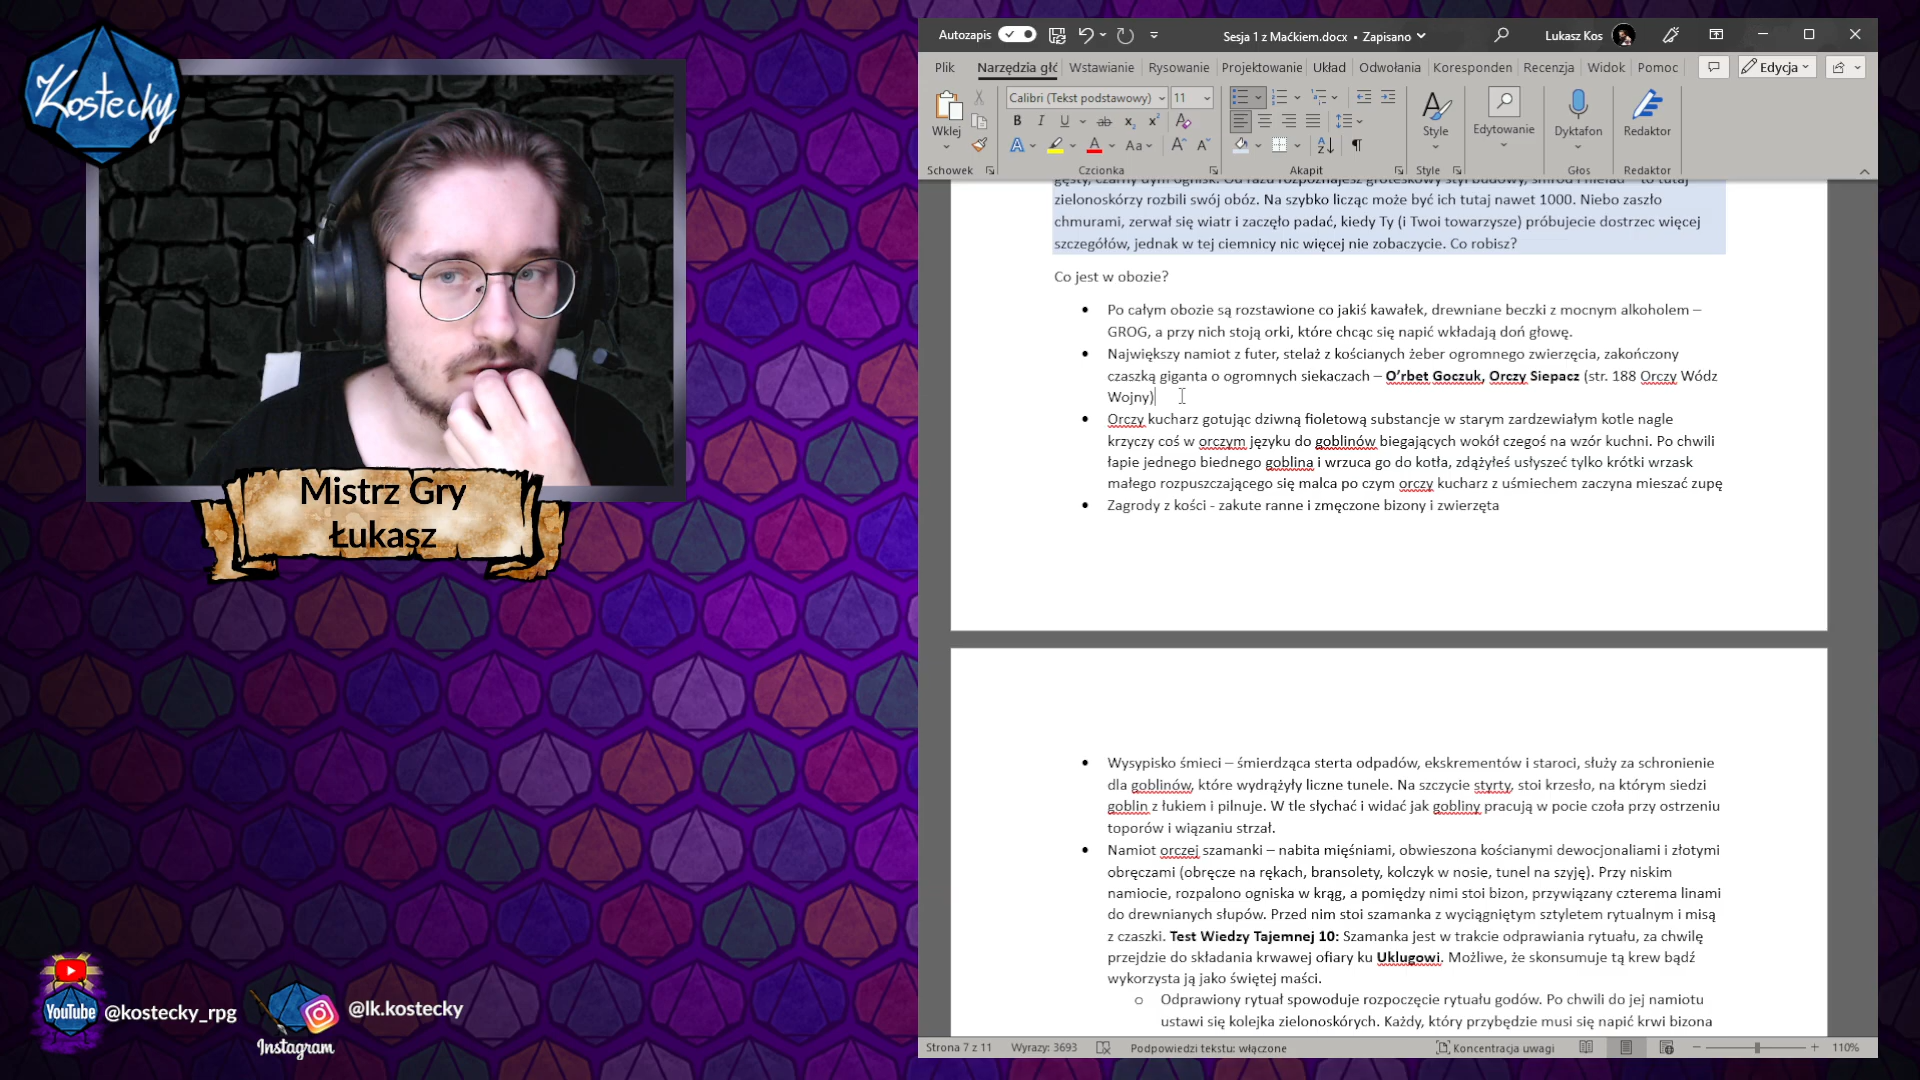 Kostecky
Mistrz Gry
Łukasz
YouTube
@kostecky_rpg
Instagram
@lk.kostecky
Autozapis
Sesja 1 z Maćkiem.docx • Zapisano
Lukasz Kos
Plik
Narzędzia głć
Wstawianie
Rysowanie
Projektowanie
Układ
Odwołania
Koresponden
Recenzja
Widok
Pomoc
Edycja
Wklej
Calibri (Tekst podstawowy)
11
Style
Edytowanie
Dyktafon
Redaktor
Schowek
Czcionka
Akapit
Style
Głos
Redaktor
gęsty, czarny dym ognisk. Od razu rozpoznajesz groteskowy styl budowy, smród i nieład – to tutaj
zielonoskórzy rozbili swój obóz. Na szybko licząc może być ich tutaj nawet 1000. Niebo zaszło
chmurami, zerwał się wiatr i zaczęło padać, kiedy Ty (i Twoi towarzysze) próbujecie dostrzec więcej
szczegółów, jednak w tej ciemnicy nic więcej nie zobaczycie. Co robisz?
Co jest w obozie?
• Po całym obozie są rozstawione co jakiś kawałek, drewniane beczki z mocnym alkoholem –
GROG, a przy nich stoją orki, które chcąc się napić wkładają doń głowę.
• Największy namiot z futer, stelaż z kościanych żeber ogromnego zwierzęcia, zakończony
czaszką giganta o ogromnych siekaczach – O'rbet Goczuk, Orczy Siepacz (str. 188 Orczy Wódz
Wojny)
• Orczy kucharz gotując dziwną fioletową substancje w starym zardzewiałym kotle nagle
krzyczy coś w orczym języku do goblinów biegających wokół czegoś na wzór kuchni. Po chwili
łapie jednego biednego goblina i wrzuca go do kotła, zdążyłeś usłyszeć tylko krótki wrzask
małego rozpuszczającego się malca po czym orczy kucharz z uśmiechem zaczyna mieszać zupę
• Zagrody z kości - zakute ranne i zmęczone bizony i zwierzęta
• Wysypisko śmieci – śmierdząca sterta odpadów, ekskrementów i staroci, służy za schronienie
dla goblinów, które wydrążyły liczne tunele. Na szczycie styrty, stoi krzesło, na którym siedzi
goblin z łukiem i pilnuje. W tle słychać i widać jak gobliny pracują w pocie czoła przy ostrzeniu
toporów i wiązaniu strzał.
• Namiot orczej szamanki – nabita mięśniami, obwieszona kościanymi dewocjonaliami i złotymi
obręczami (obręcze na rękach, bransolety, kolczyk w nosie, tunel na szyję). Przy niskim
namiocie, rozpalono ogniska w krąg, a pomiędzy nimi stoi bizon, przywiązany czterema linami
do drewnianych słupów. Przed nim stoi szamanka z wyciągniętym sztyletem rytualnym i misą
z czaszki. Test Wiedzy Tajemnej 10: Szamanka jest w trakcie odprawiania rytuału, za chwilę
przejdzie do składania krwawej ofiary ku Uklugowi. Możliwe, że skonsumuje tą krew bądź
wykorzysta ją jako świętej maści.
o Odprawiony rytuał spowoduje rozpoczęcie rytuału godów. Po chwili do jej namiotu
ustawi się kolejka zielonoskórych. Każdy, który przybędzie musi się napić krwi bizona
Strona 7 z 11
Wyrazy: 3693
Podpowiedzi tekstu: włączone
Koncentracja uwagi
110%